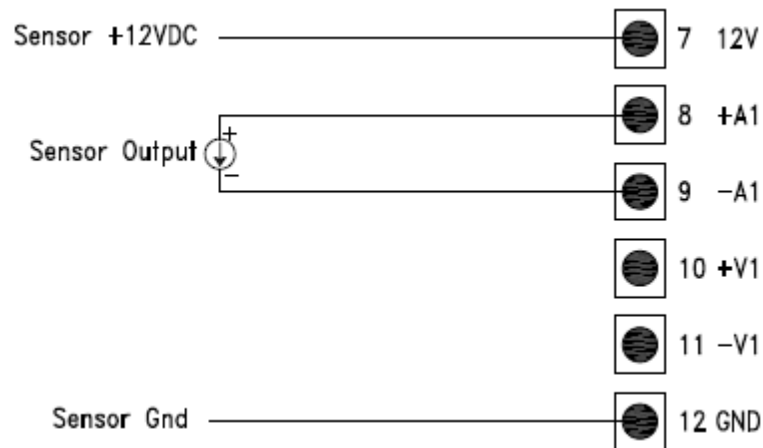 Sensor +12VDC 7 12V
+ 8 +A1
Sensor Output
− 9 −A1
10 +V1
11 −V1
Sensor Gnd 12 GND